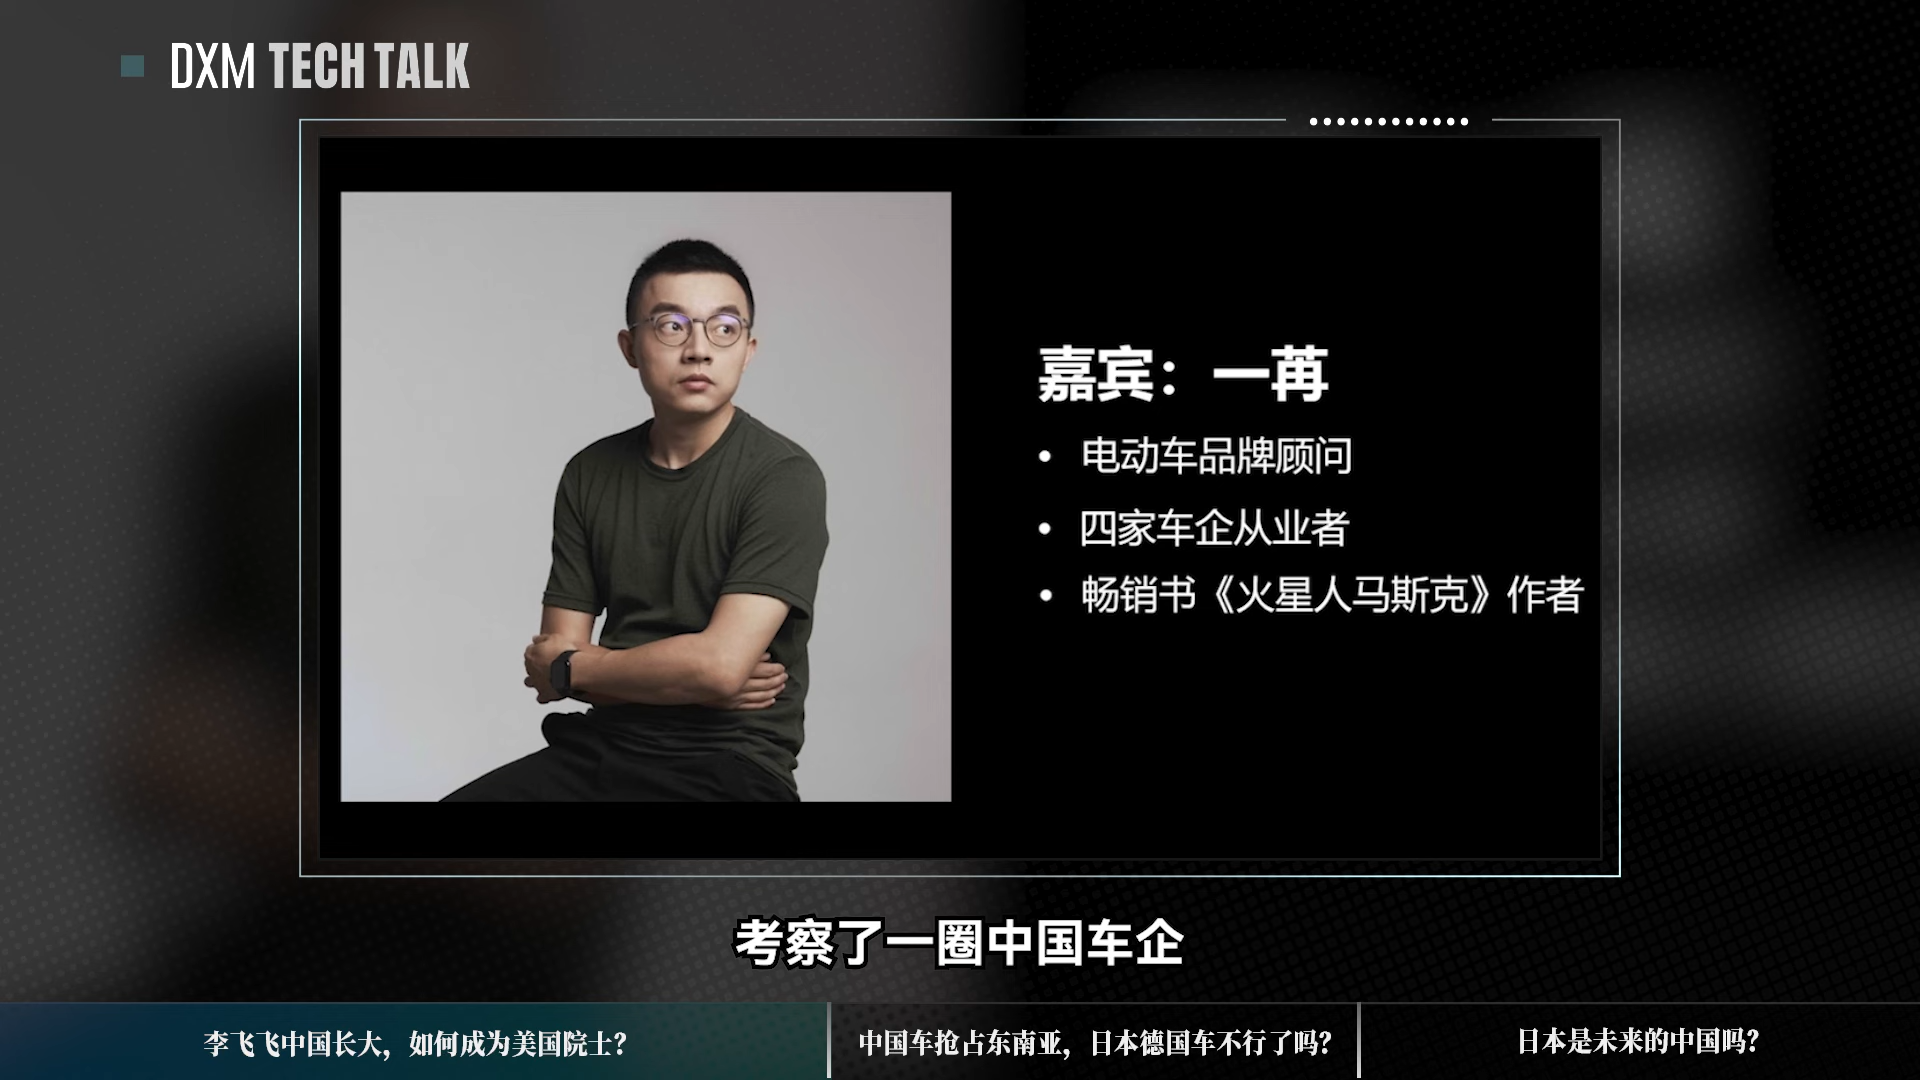 DXM TECH TALK
嘉宾：一苒
• 电动车品牌顾问
• 四家车企从业者
• 畅销书《火星人马斯克》作者
考察了一圈中国车企
李飞飞中国长大，如何成为美国院士？
中国车抢占东南亚，日本德国车不行了吗？
日本是未来的中国吗？